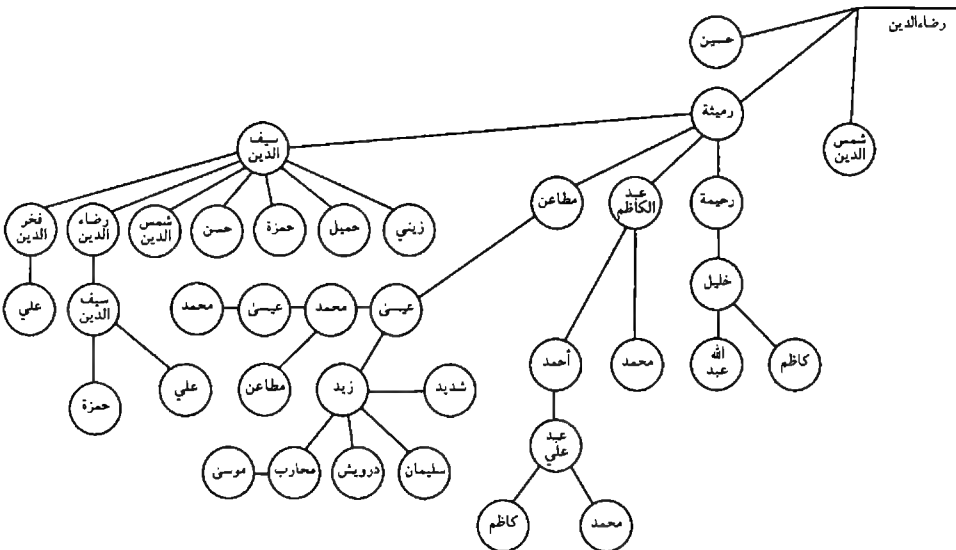 رضاءالدين
حسين
رميثة
شمس
الدين
سيف
الدين
مطاعن
عبد
الكاظم
رحيمة
زيني
حميل
حمزة
حسن
شمس
الدين
رضاء
الدين
فخر
الدين
خليل
عيسىٰ
محمد
عيسىٰ
محمد
سيف
الدين
علي
كاظم
الله
عبد
محمد
أحمد
شديد
زيد
مطاعن
علي
حمزة
عبد
علي
سليمان
درويش
محارب
موسىٰ
محمد
كاظم